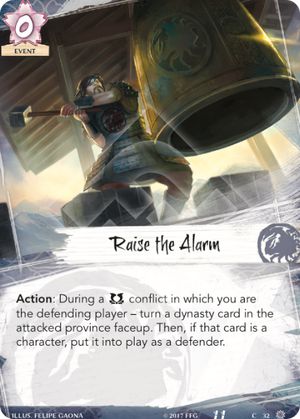 0
EVENT
Raise the Alarm
Action: During a conflict in which you are
the defending player – turn a dynasty card in the
attacked province faceup. Then, if that card is a
character, put it into play as a defender.
ILLUS. FELIPE GAONA © 2017 FFG 11 C 32